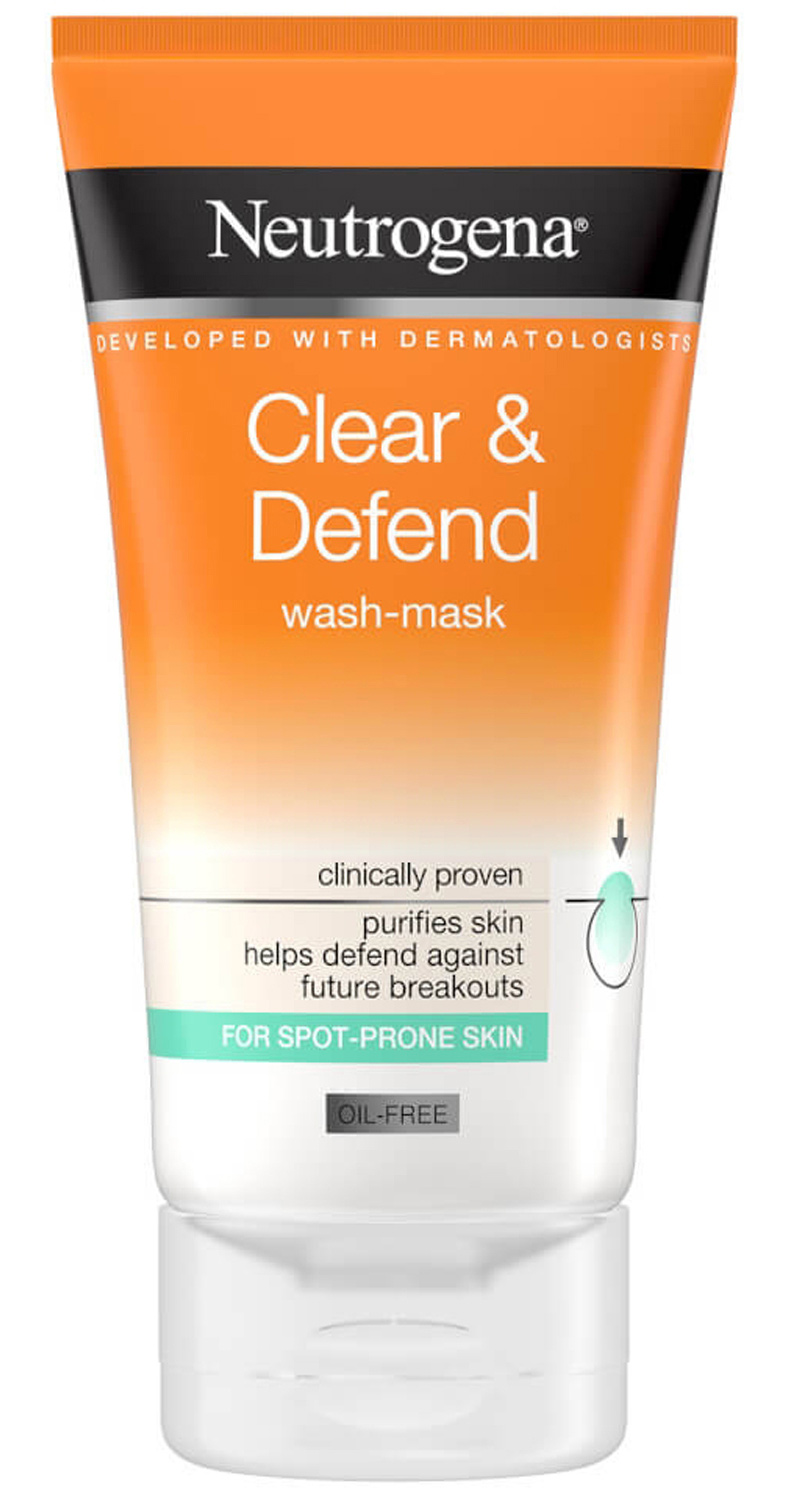 Neutrogena®
DEVELOPED WITH DERMATOLOGISTS
Clear &
Defend
wash-mask
clinically proven
purifies skin
helps defend against
future breakouts
FOR SPOT-PRONE SKIN
OIL-FREE